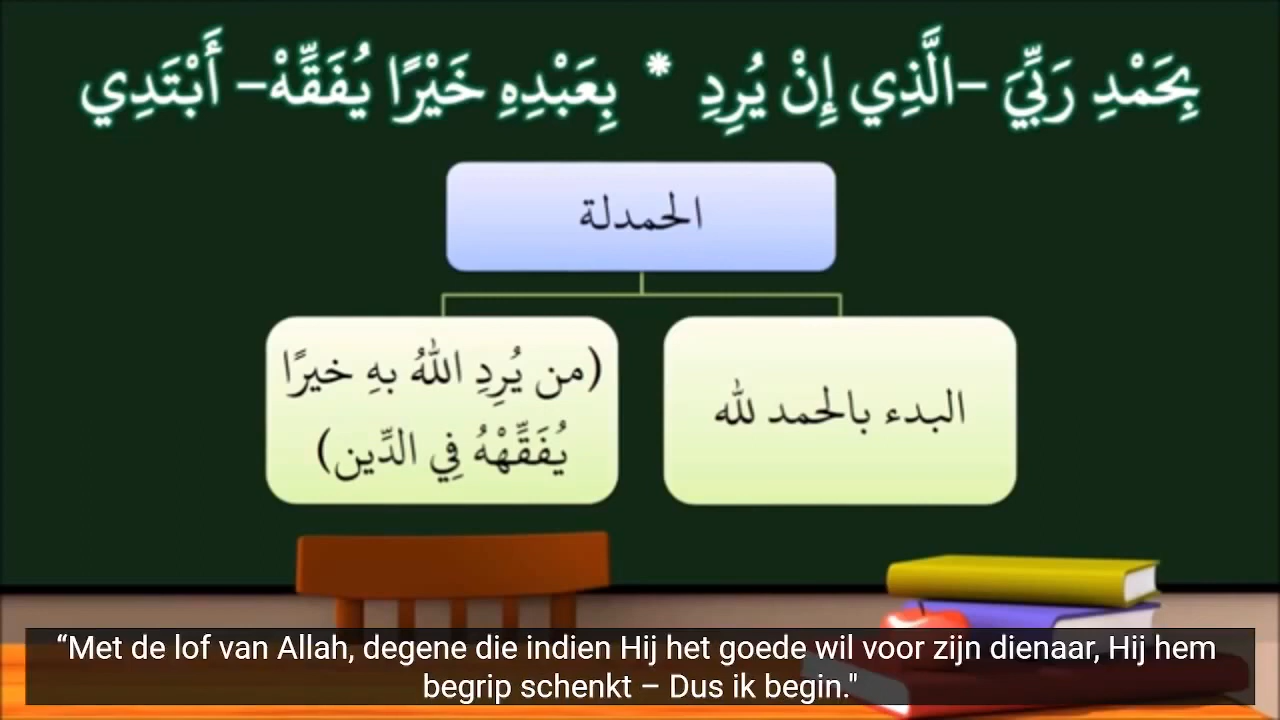 بِحَمْدِ رَبِّيَ –الَّذِي إِنْ يُرِدِ * بِعَبْدِهِ خَيْرًا يُفَقِّهْ– أَبْتَدِي
الحمدلة
البدء بالحمد لله
(من يُرِدِ اللهُ بهِ خيرًا
يُفَقِّهْهُ فِي الدِّين)
“Met de lof van Allah, degene die indien Hij het goede wil voor zijn dienaar, Hij hem
begrip schenkt – Dus ik begin."